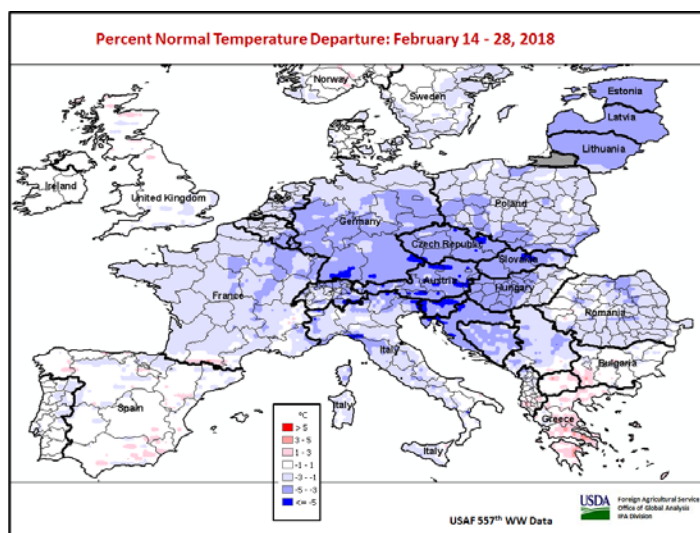 Percent Normal Temperature Departure: February 14 - 28, 2018
Norway
Sweden
Estonia
Latvia
Lithuania
Ireland
United Kingdom
Poland
Germany
Czech Republic
Slovakia
Austria
Hungary
France
Romania
Italy
Bulgaria
Spain
Italy
Greece
Italy
°C
> 5
3 - 5
1 - 3
-1 - 1
-3 - -1
-5 - -3
<= -5
USAF 557th WW Data
USDA
Foreign Agricultural Service
Office of Global Analysis
IPA Division